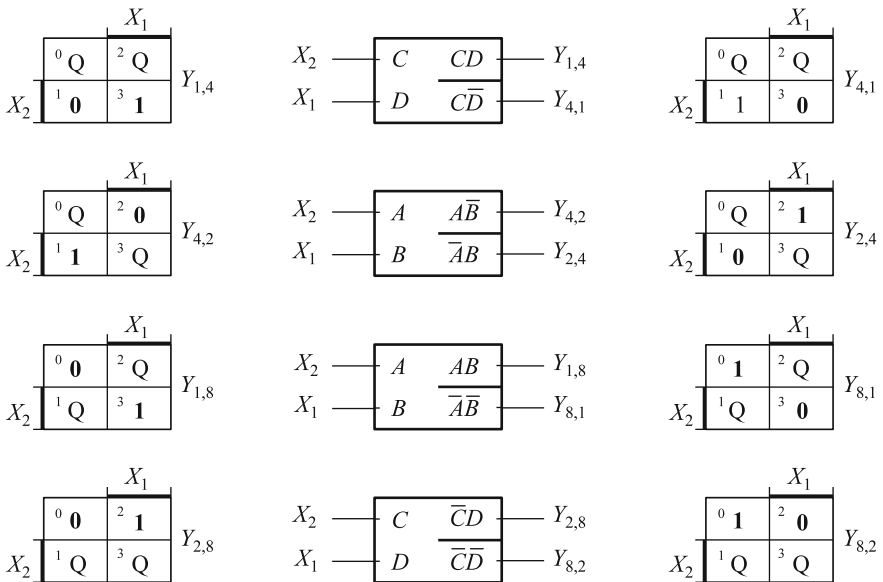 X₁ X₁
⁰ Q ² Q X₂ C CD Y₁,₄ ⁰ Q ² Q
Y₁,₄ Y₄,₁
X₂ ¹ 0 ³ 1 X₁ D CD̅ Y₄,₁ X₂ ¹ 1 ³ 0
X₁ X₁
⁰ Q ² 0 X₂ A AB̅ Y₄,₂ ⁰ Q ² 1
Y₄,₂ Y₂,₄
X₂ ¹ 1 ³ Q X₁ B A̅B Y₂,₄ X₂ ¹ 0 ³ Q
X₁ X₁
⁰ 0 ² Q X₂ A AB Y₁,₈ ⁰ 1 ² Q
Y₁,₈ Y₈,₁
X₂ ¹ Q ³ 1 X₁ B A̅B̅ Y₈,₁ X₂ ¹ Q ³ 0
X₁ X₁
⁰ 0 ² 1 X₂ C C̅D Y₂,₈ ⁰ 1 ² 0
Y₂,₈ Y₈,₂
X₂ ¹ Q ³ Q X₁ D C̅D̅ Y₈,₂ X₂ ¹ Q ³ Q